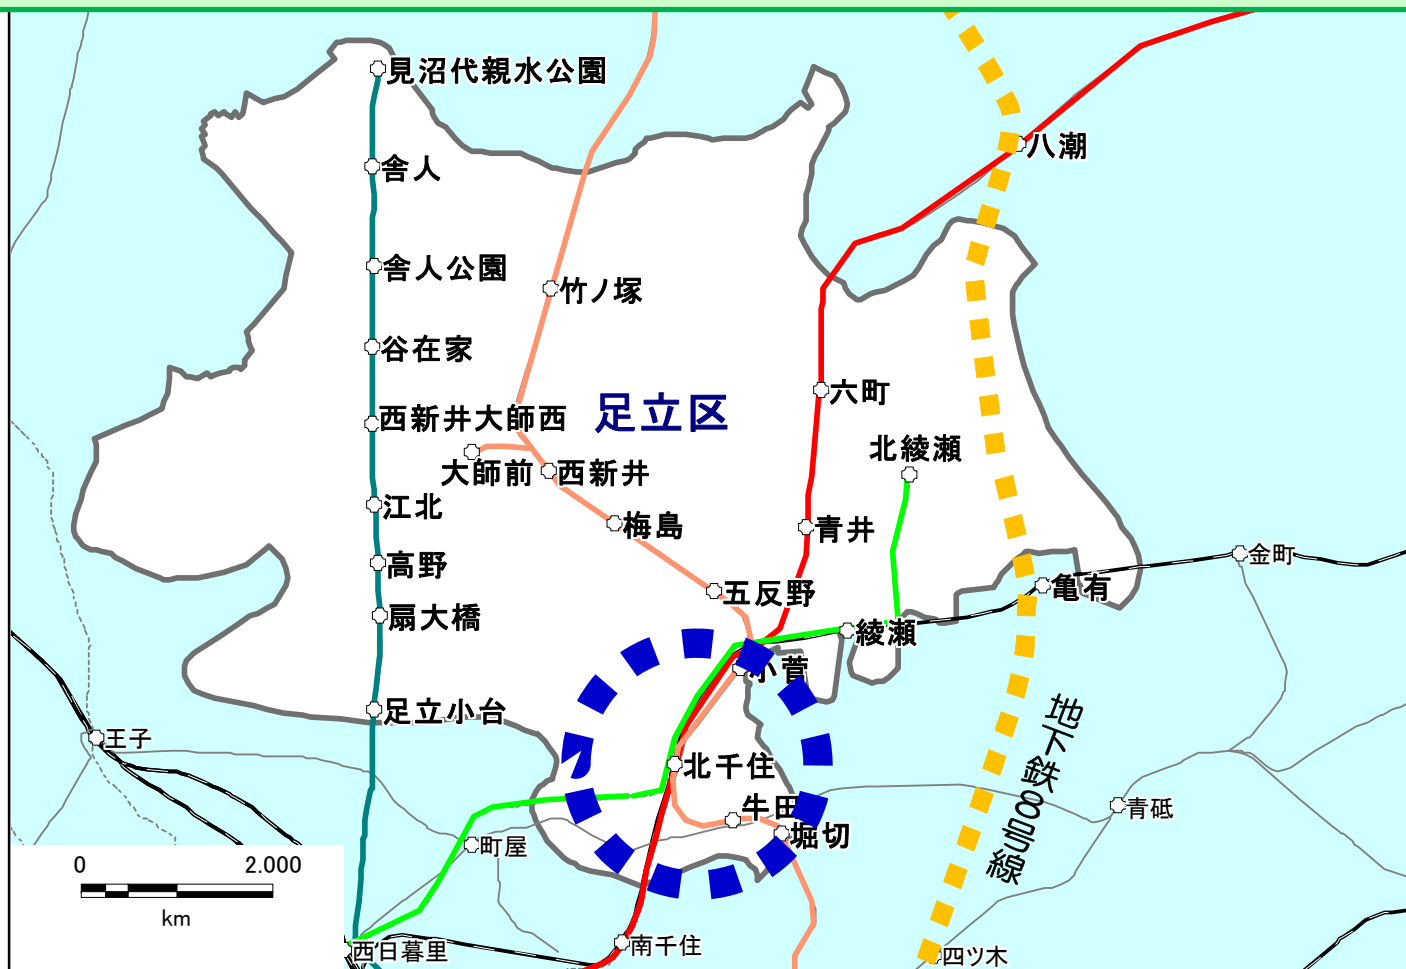 見沼代親水公園
八潮
舎人
舎人公園
竹ノ塚
谷在家
六町
足立区
西新井大師西
北綾瀬
大師前
西新井
江北
梅島
青井
金町
高野
亀有
五反野
扇大橋
綾瀬
小菅
足立小台
地下鉄8号線
王子
北千住
牛田
青砥
堀切
町屋
0 2.000
km
南千住
西日暮里
四ツ木